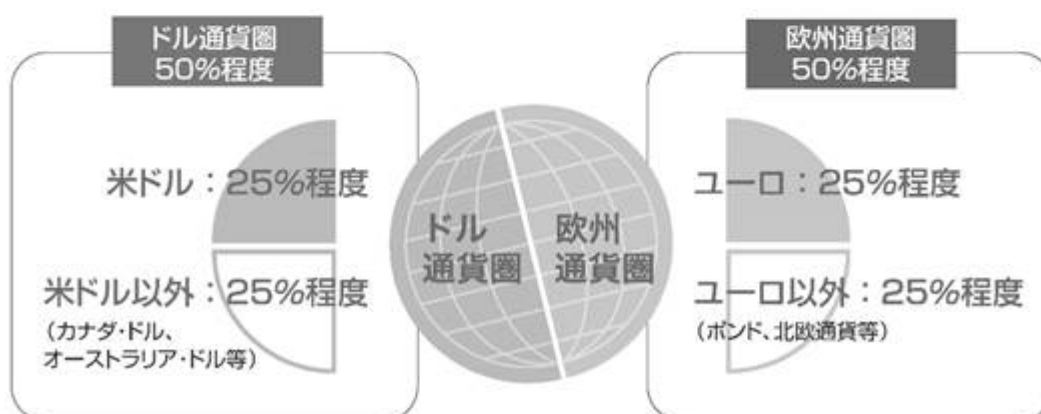 ドル通貨圏
50%程度
米ドル：25%程度
米ドル以外：25%程度
（カナダ・ドル、
オーストラリア・ドル等）
ドル
通貨圏
欧州
通貨圏
欧州通貨圏
50%程度
ユーロ：25%程度
ユーロ以外：25%程度
（ポンド、北欧通貨等）